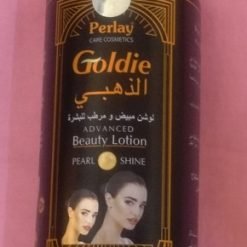 Perlay
CARE COSMETICS
Goldie
الذهبي
لوشن مبيض و مرطب للبشرة
ADVANCED
Beauty Lotion
PEARL SHINE